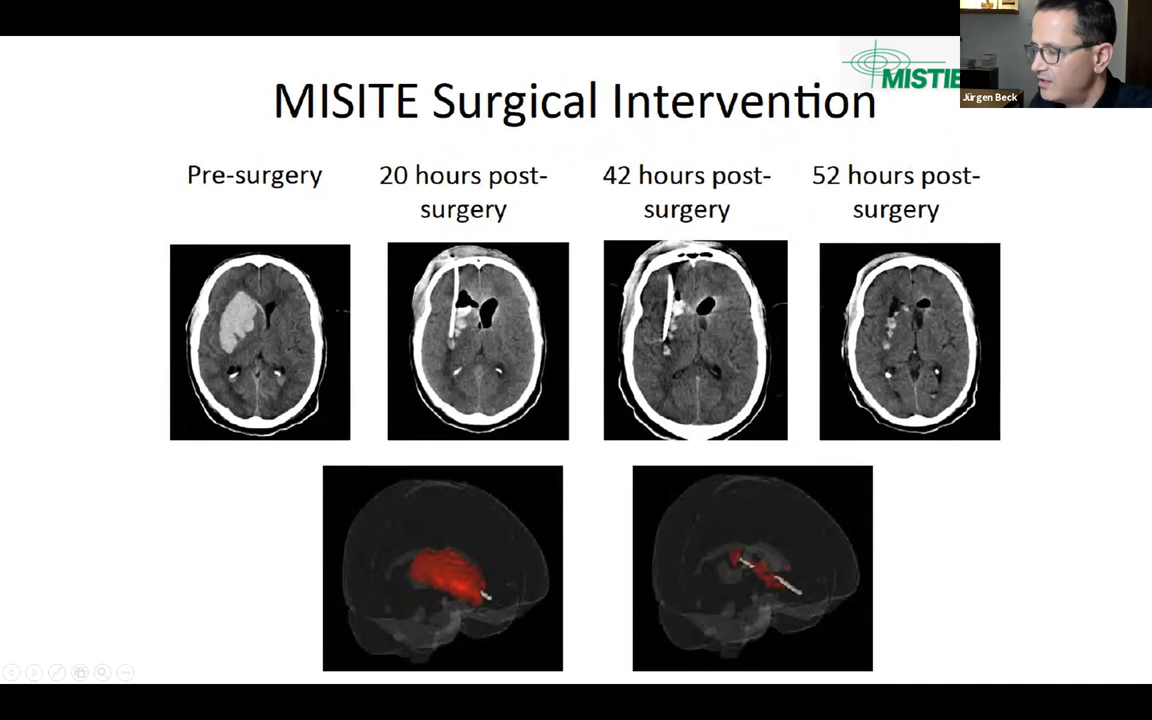 MISTIE
Jürgen Beck
MISITE Surgical Intervention
Pre-surgery
20 hours post-
surgery
42 hours post-
surgery
52 hours post-
surgery